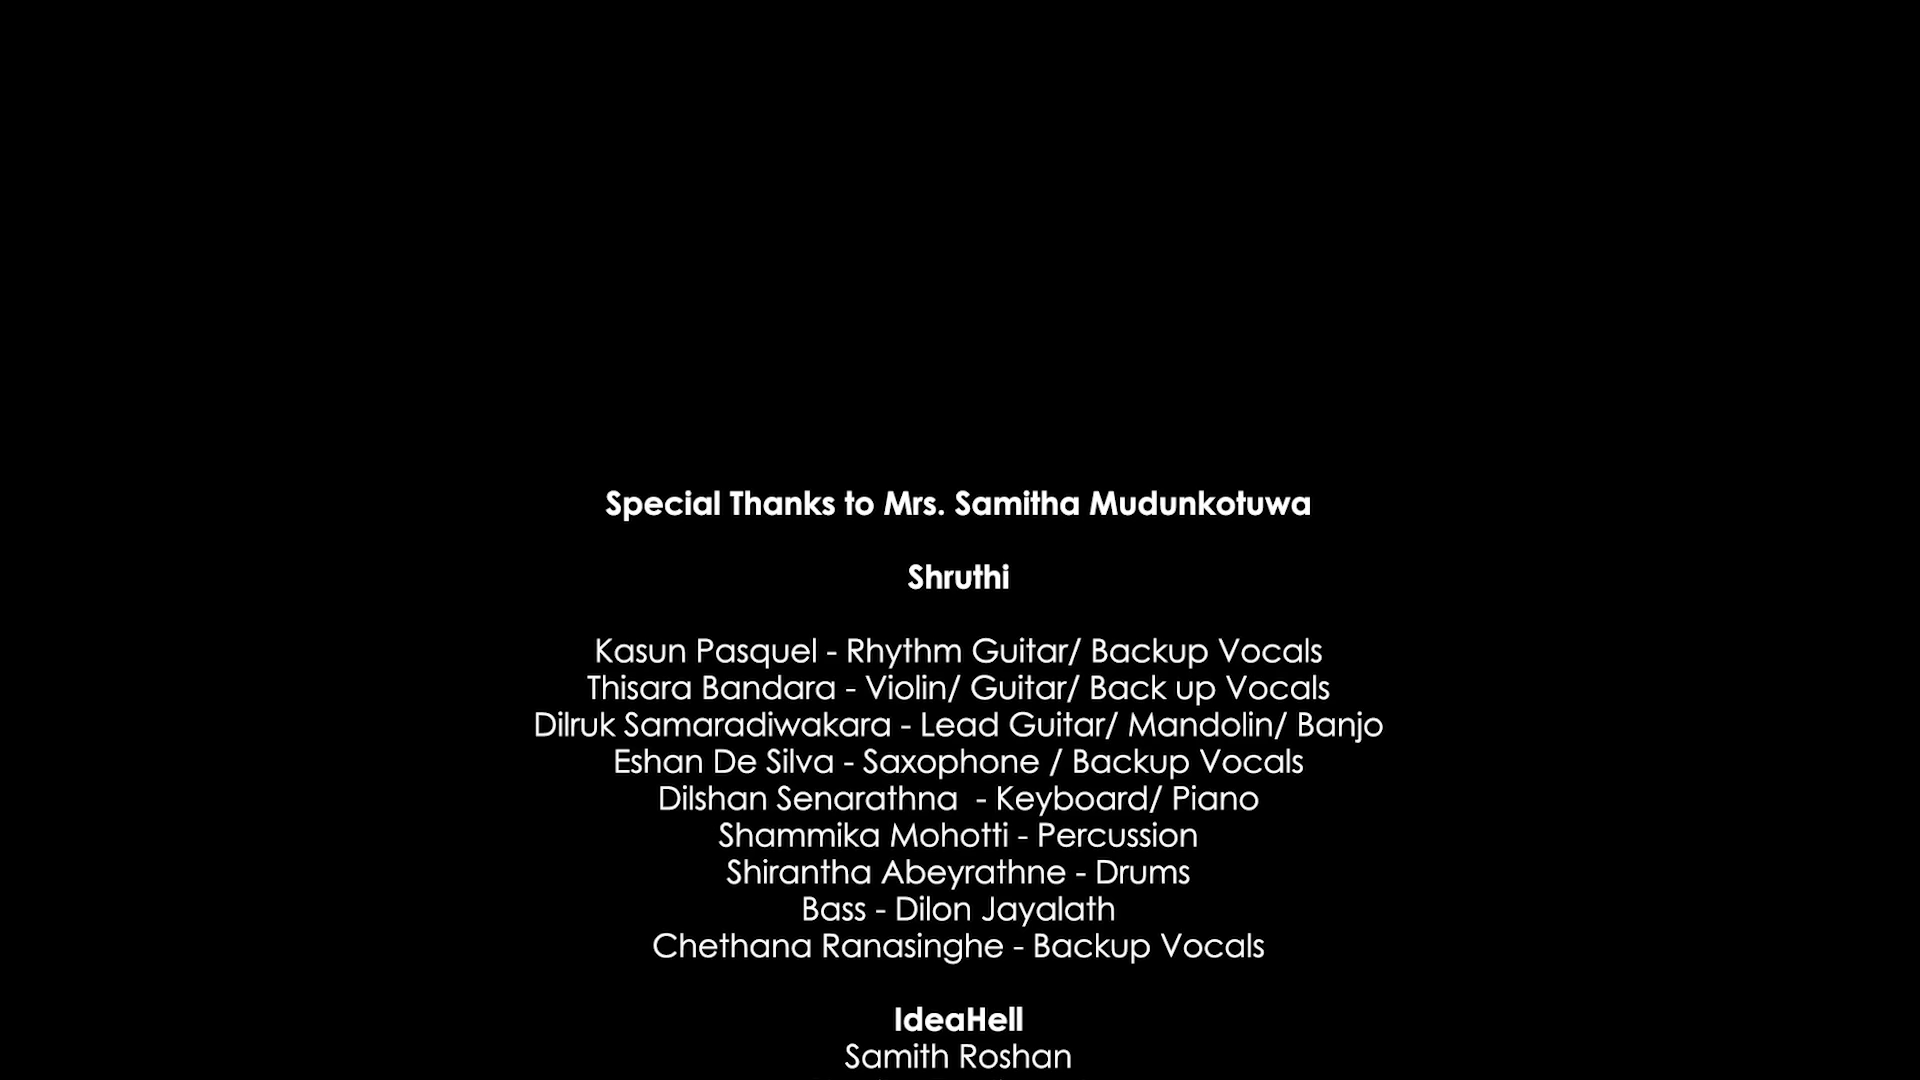 Special Thanks to Mrs. Samitha Mudunkotuwa
Shruthi
Kasun Pasquel - Rhythm Guitar/ Backup Vocals
Thisara Bandara - Violin/ Guitar/ Back up Vocals
Dilruk Samaradiwakara - Lead Guitar/ Mandolin/ Banjo
Eshan De Silva - Saxophone / Backup Vocals
Dilshan Senarathna  - Keyboard/ Piano
Shammika Mohotti - Percussion
Shirantha Abeyrathne - Drums
Bass - Dilon Jayalath
Chethana Ranasinghe - Backup Vocals
IdeaHell
Samith Roshan